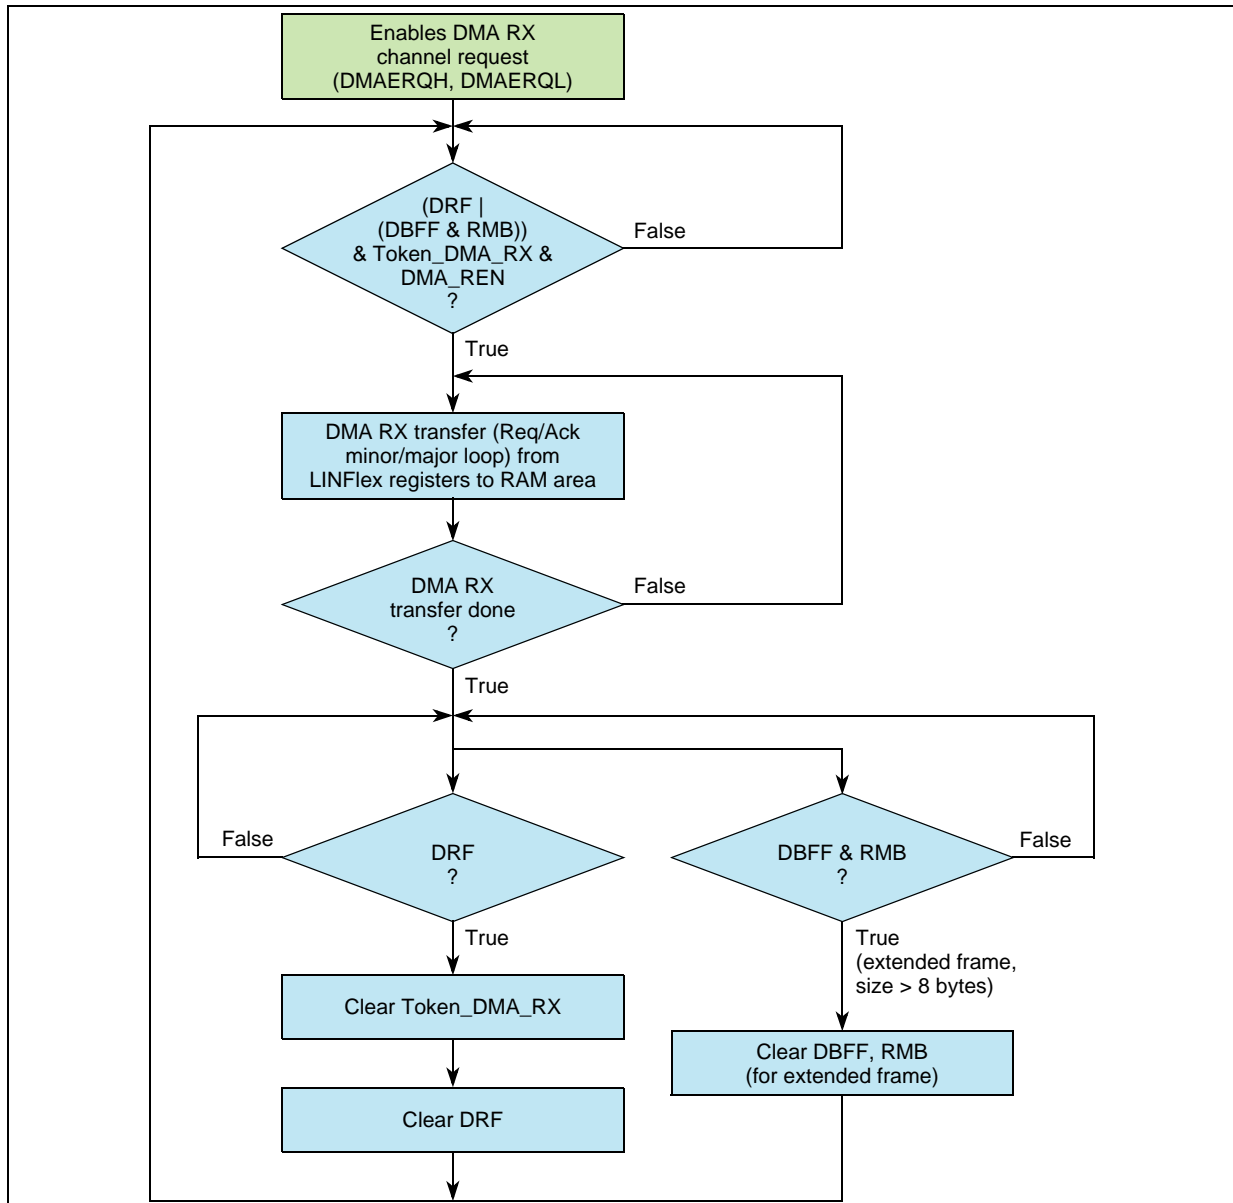 Enables DMA RX
channel request
(DMAERQH, DMAERQL)
(DRF |
(DBFF & RMB))
& Token_DMA_RX &
DMA_REN
?
False
True
DMA RX transfer (Req/Ack
minor/major loop) from
LINFlex registers to RAM area
DMA RX
transfer done
?
False
True
DRF
?
False
True
DBFF & RMB
?
False
True
(extended frame,
size > 8 bytes)
Clear Token_DMA_RX
Clear DRF
Clear DBFF, RMB
(for extended frame)